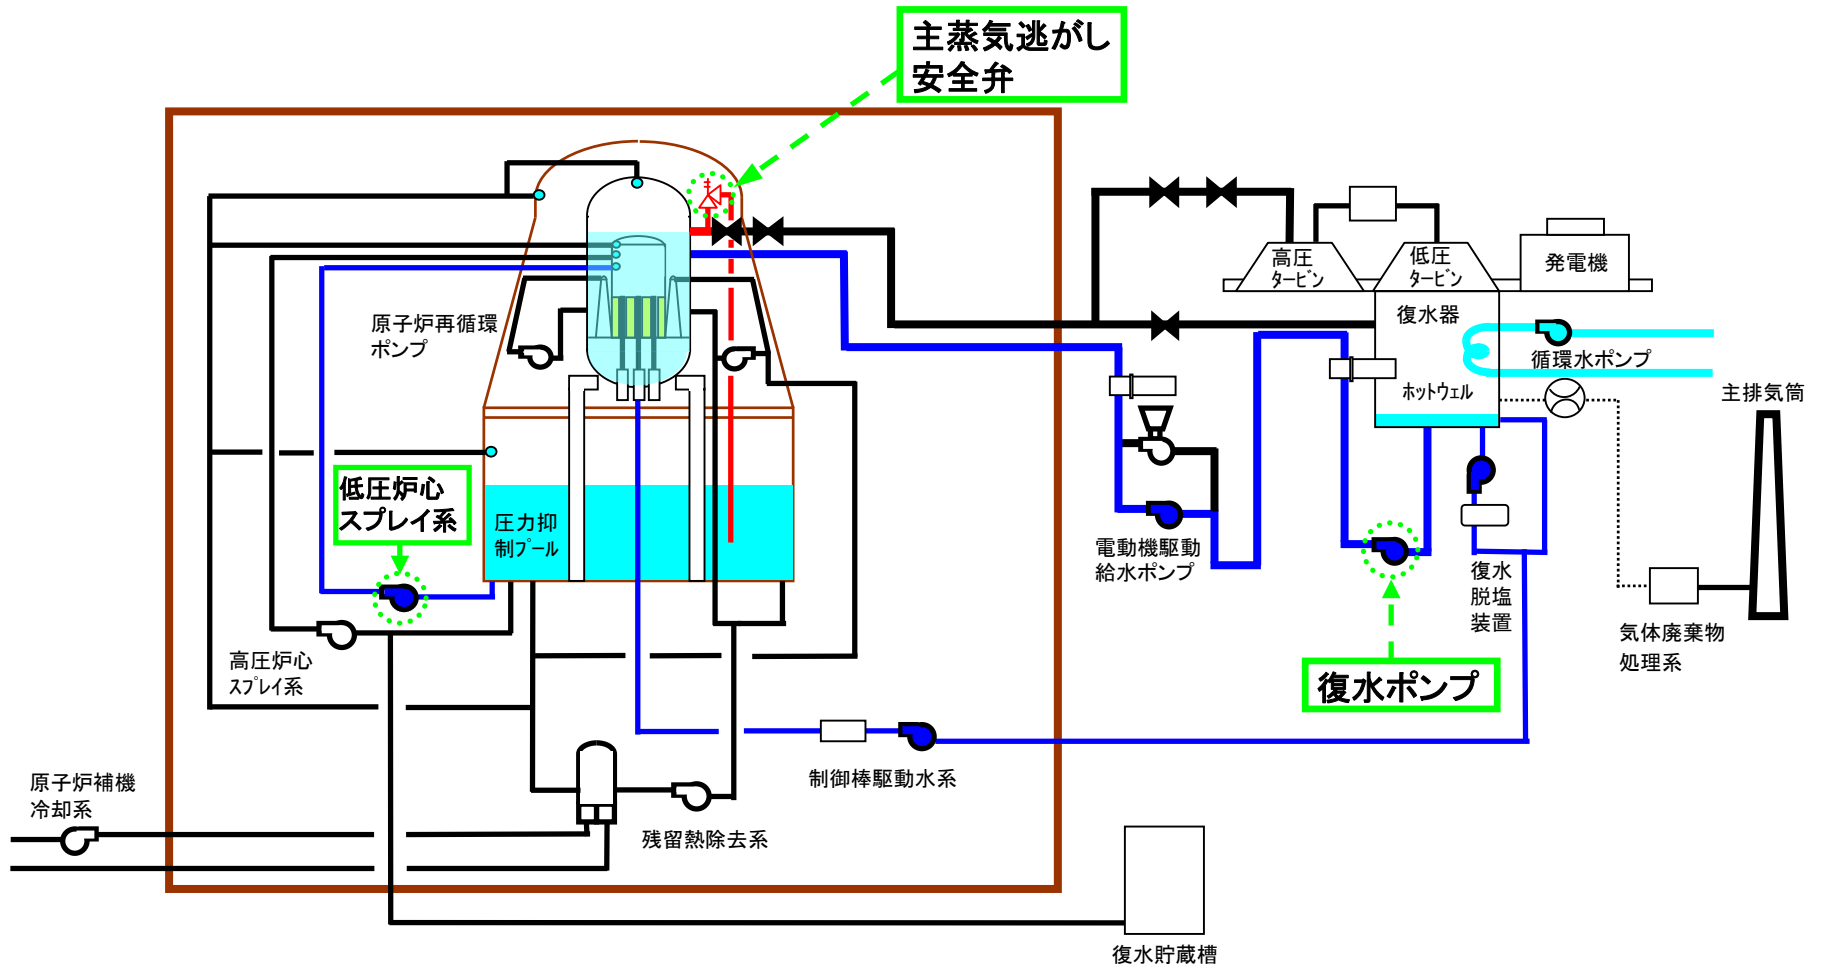 主蒸気逃がし
安全弁
高圧
タービン
低圧
タービン
発電機
復水器
循環水ポンプ
ホットウェル
主排気筒
原子炉再循環
ポンプ
低圧炉心
スプレイ系
圧力抑
制プール
電動機駆動
給水ポンプ
復水
脱塩
装置
気体廃棄物
処理系
高圧炉心
スプレイ系
復水ポンプ
制御棒駆動水系
原子炉補機
冷却系
残留熱除去系
復水貯蔵槽